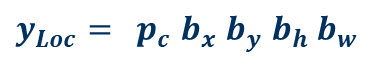 y_Loc = p_c b_x b_y b_h b_w